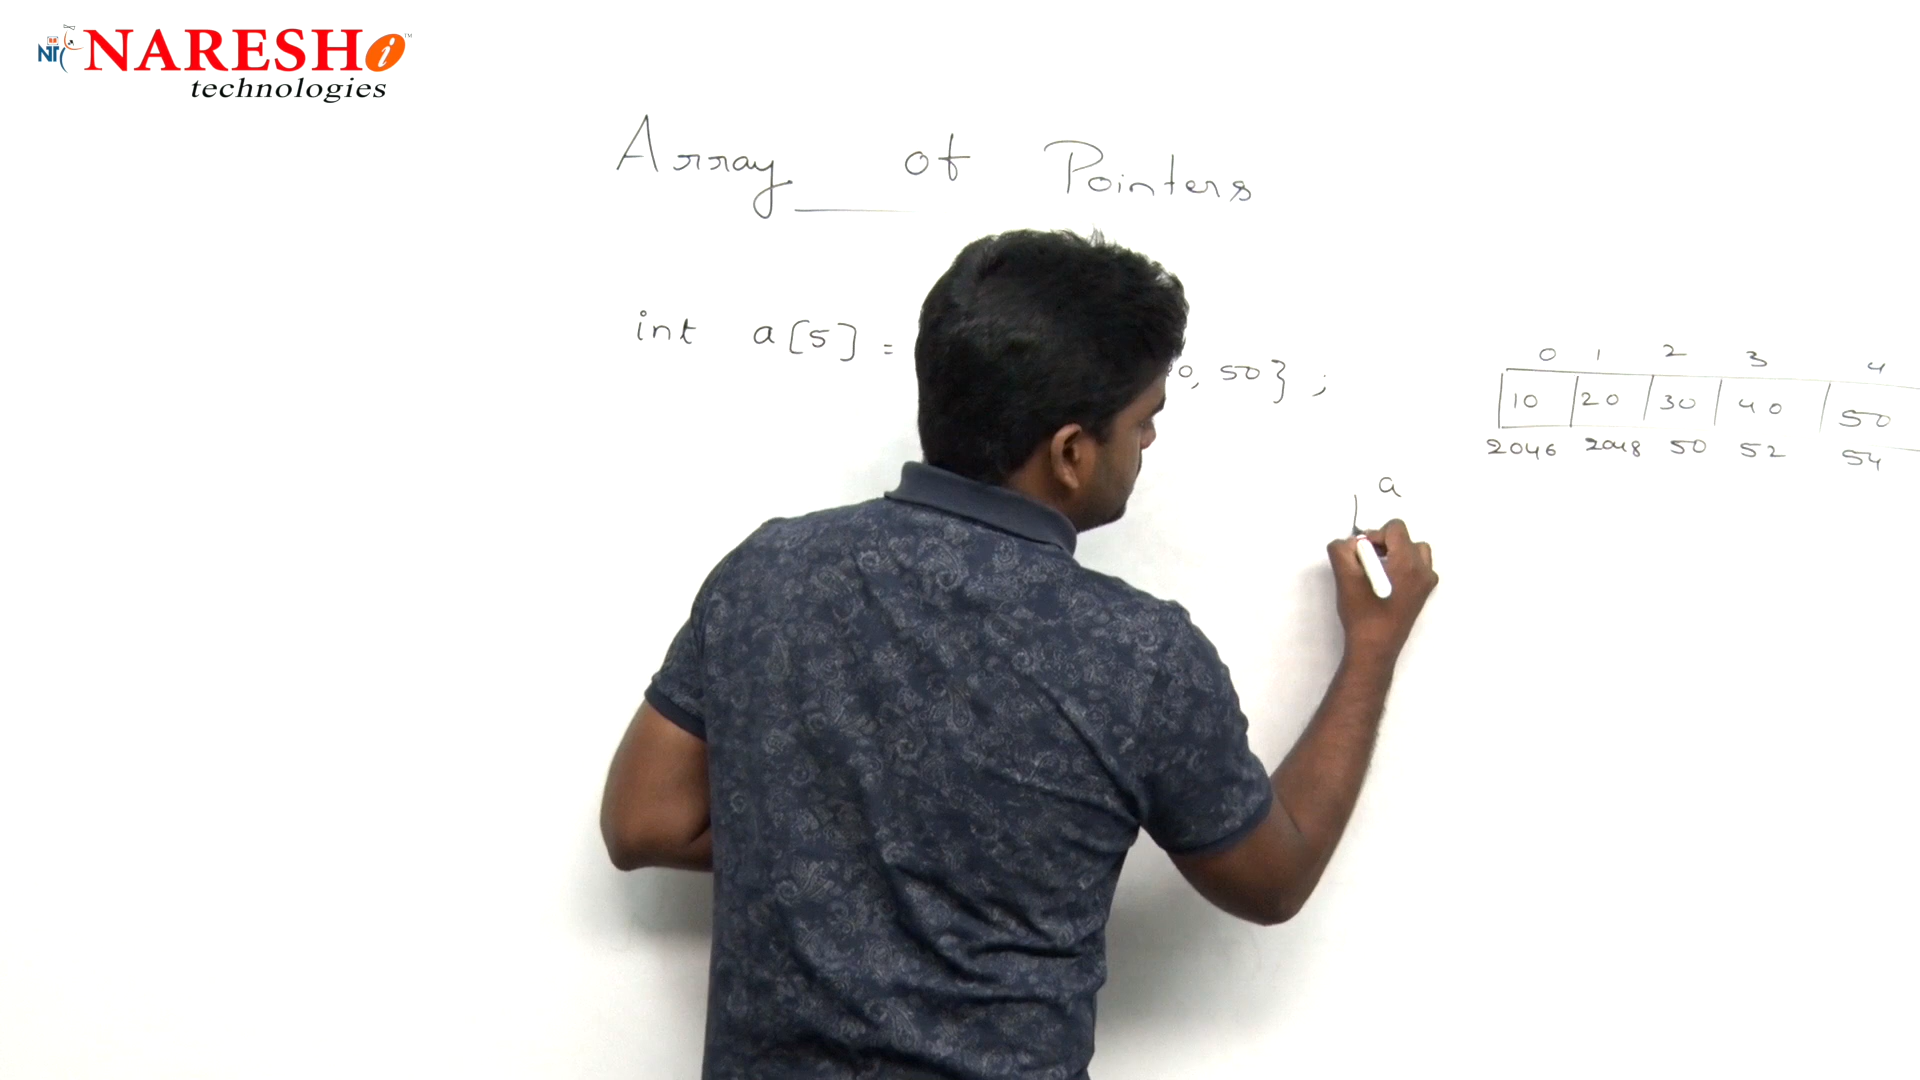 NARESH i ™
technologies
Array of Pointers
int a[5] = 0, 50} ;
0 1 2 3 4
10 20 30 40 50
2046 2048 50 52 54
a